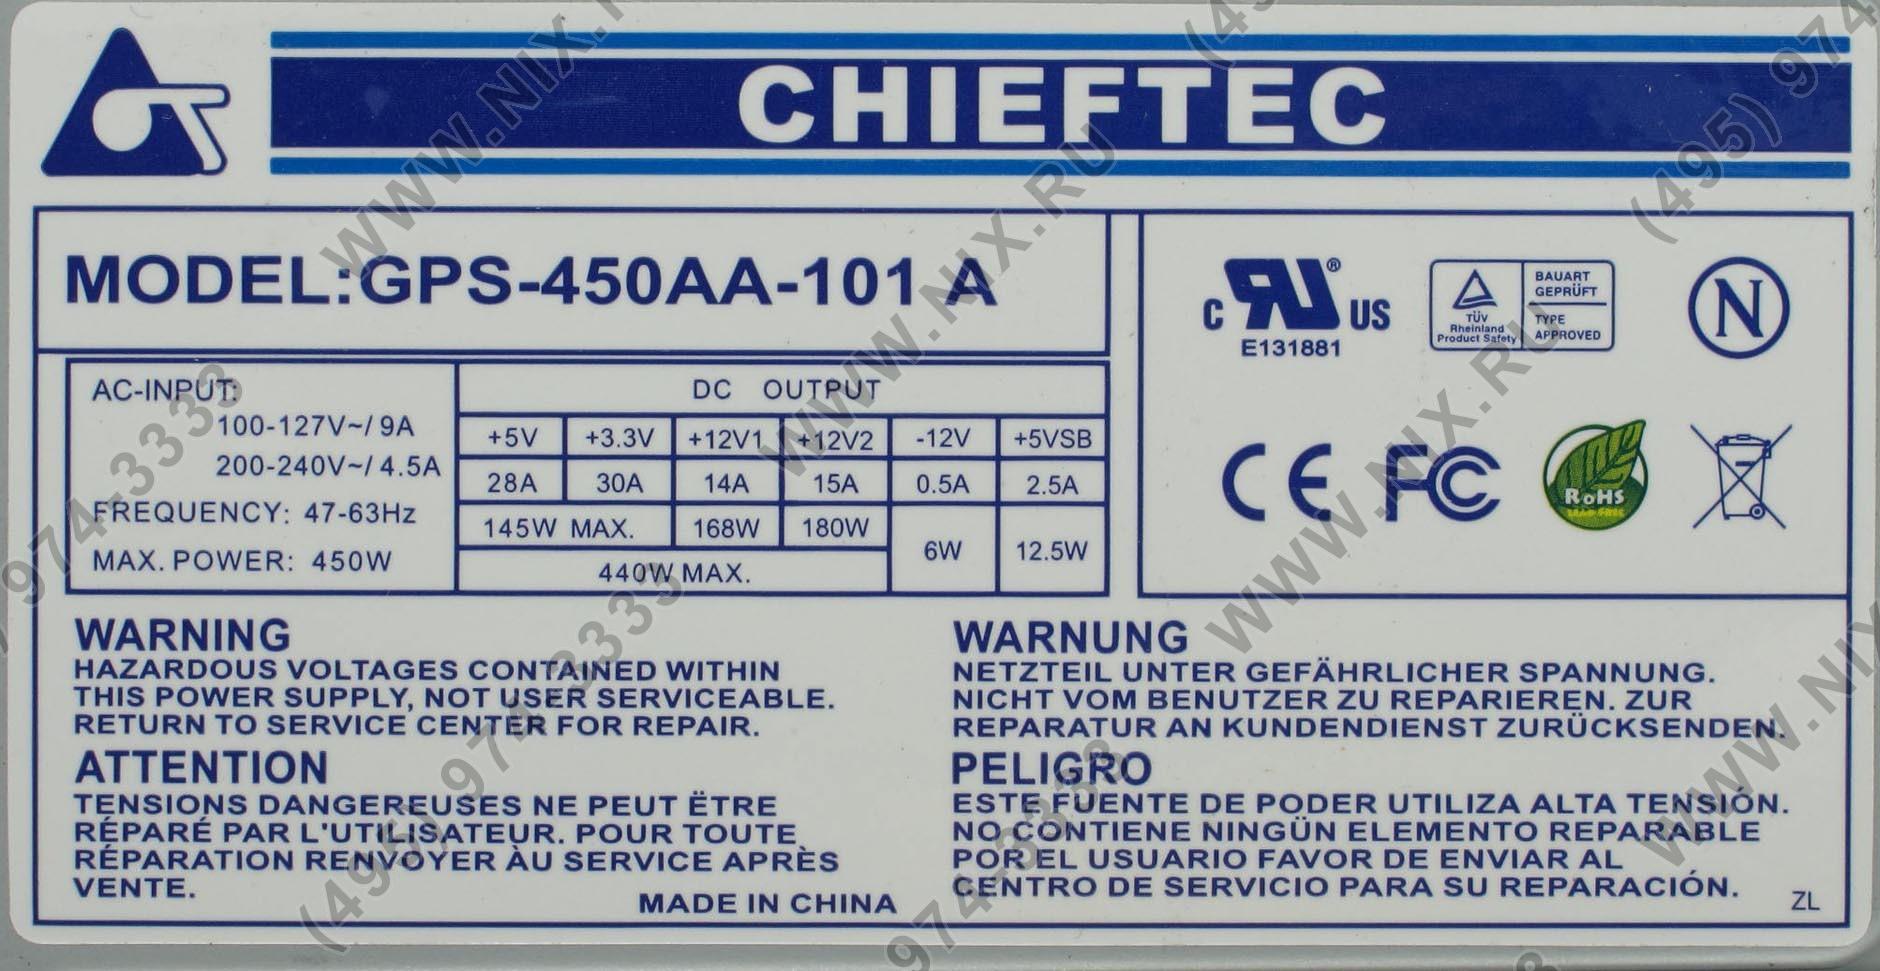 CHIEFTEC
MODEL:GPS-450AA-101 A
AC-INPUT:
100-127V~/ 9A
200-240V~/ 4.5A
FREQUENCY: 47-63Hz
MAX. POWER: 450W
DC OUTPUT
+5V +3.3V +12V1 +12V2 -12V +5VSB
28A 30A 14A 15A 0.5A 2.5A
145W MAX. 168W 180W 6W 12.5W
440W MAX.
C RU ® US
E131881
TÜV
Rheinland
Product Safety
BAUART
GEPRÜFT
TYPE
APPROVED
N
CE FC
RoHS
LEAD FREE
WARNING
HAZARDOUS VOLTAGES CONTAINED WITHIN
THIS POWER SUPPLY, NOT USER SERVICEABLE.
RETURN TO SERVICE CENTER FOR REPAIR.
WARNUNG
NETZTEIL UNTER GEFÄHRLICHER SPANNUNG.
NICHT VOM BENUTZER ZU REPARIEREN. ZUR
REPARATUR AN KUNDENDIENST ZURÜCKSENDEN.
ATTENTION
TENSIONS DANGEREUSES NE PEUT ËTRE
RÉPARÉ PAR L'UTILISATEUR. POUR TOUTE
RÉPARATION RENVOYER ÀU SERVICE APRÈS
VENTE.
MADE IN CHINA
PELIGRO
ESTE FUENTE DE PODER UTILIZA ALTA TENSIÓN.
NO CONTIENE NINGÜN ELEMENTO REPARABLE
POR EL USUARIO FAVOR DE ENVIAR AL
CENTRO DE SERVICIO PARA SU REPARACIÓN.
ZL
WWW.NIX.RU
(495) 974-3333